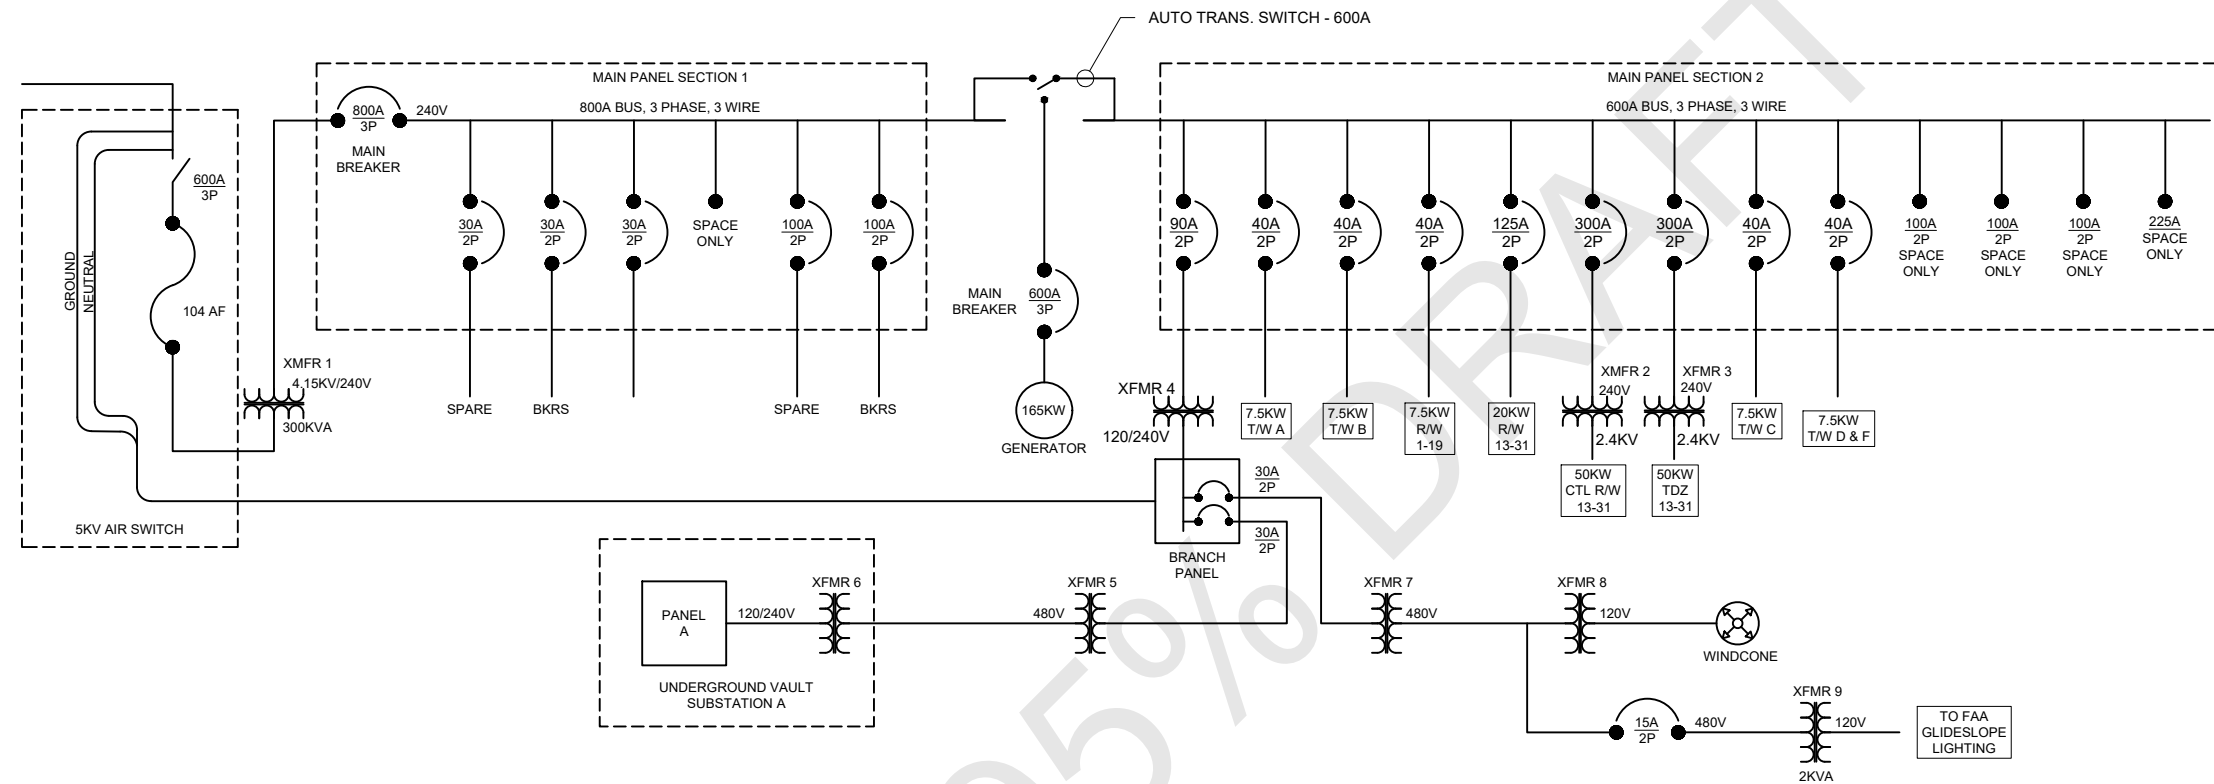 AUTO TRANS. SWITCH - 600A
MAIN PANEL SECTION 1
800A BUS, 3 PHASE, 3 WIRE
MAIN PANEL SECTION 2
600A BUS, 3 PHASE, 3 WIRE
800A
3P
240V
MAIN
BREAKER
600A
3P
GROUND
NEUTRAL
104 AF
5KV AIR SWITCH
XMFR 1
4.15KV/240V
300KVA
30A
2P
30A
2P
30A
2P
SPACE
ONLY
100A
2P
100A
2P
SPARE
BKRS
SPARE
BKRS
MAIN
BREAKER
600A
3P
165KW
GENERATOR
90A
2P
40A
2P
40A
2P
40A
2P
125A
2P
300A
2P
300A
2P
40A
2P
40A
2P
100A
2P
SPACE
ONLY
100A
2P
SPACE
ONLY
100A
2P
SPACE
ONLY
225A
SPACE
ONLY
XFMR 4
120/240V
7.5KW
T/W A
7.5KW
T/W B
7.5KW
R/W
1-19
20KW
R/W
13-31
XMFR 2
240V
2.4KV
50KW
CTL R/W
13-31
XFMR 3
240V
2.4KV
50KW
TDZ
13-31
7.5KW
T/W C
7.5KW
T/W D & F
30A
2P
30A
2P
BRANCH
PANEL
PANEL
A
120/240V
XFMR 6
UNDERGROUND VAULT
SUBSTATION A
480V
XFMR 5
XFMR 7
480V
XFMR 8
120V
WINDCONE
15A
2P
480V
XFMR 9
120V
2KVA
TO FAA
GLIDESLOPE
LIGHTING
95% DRAFT